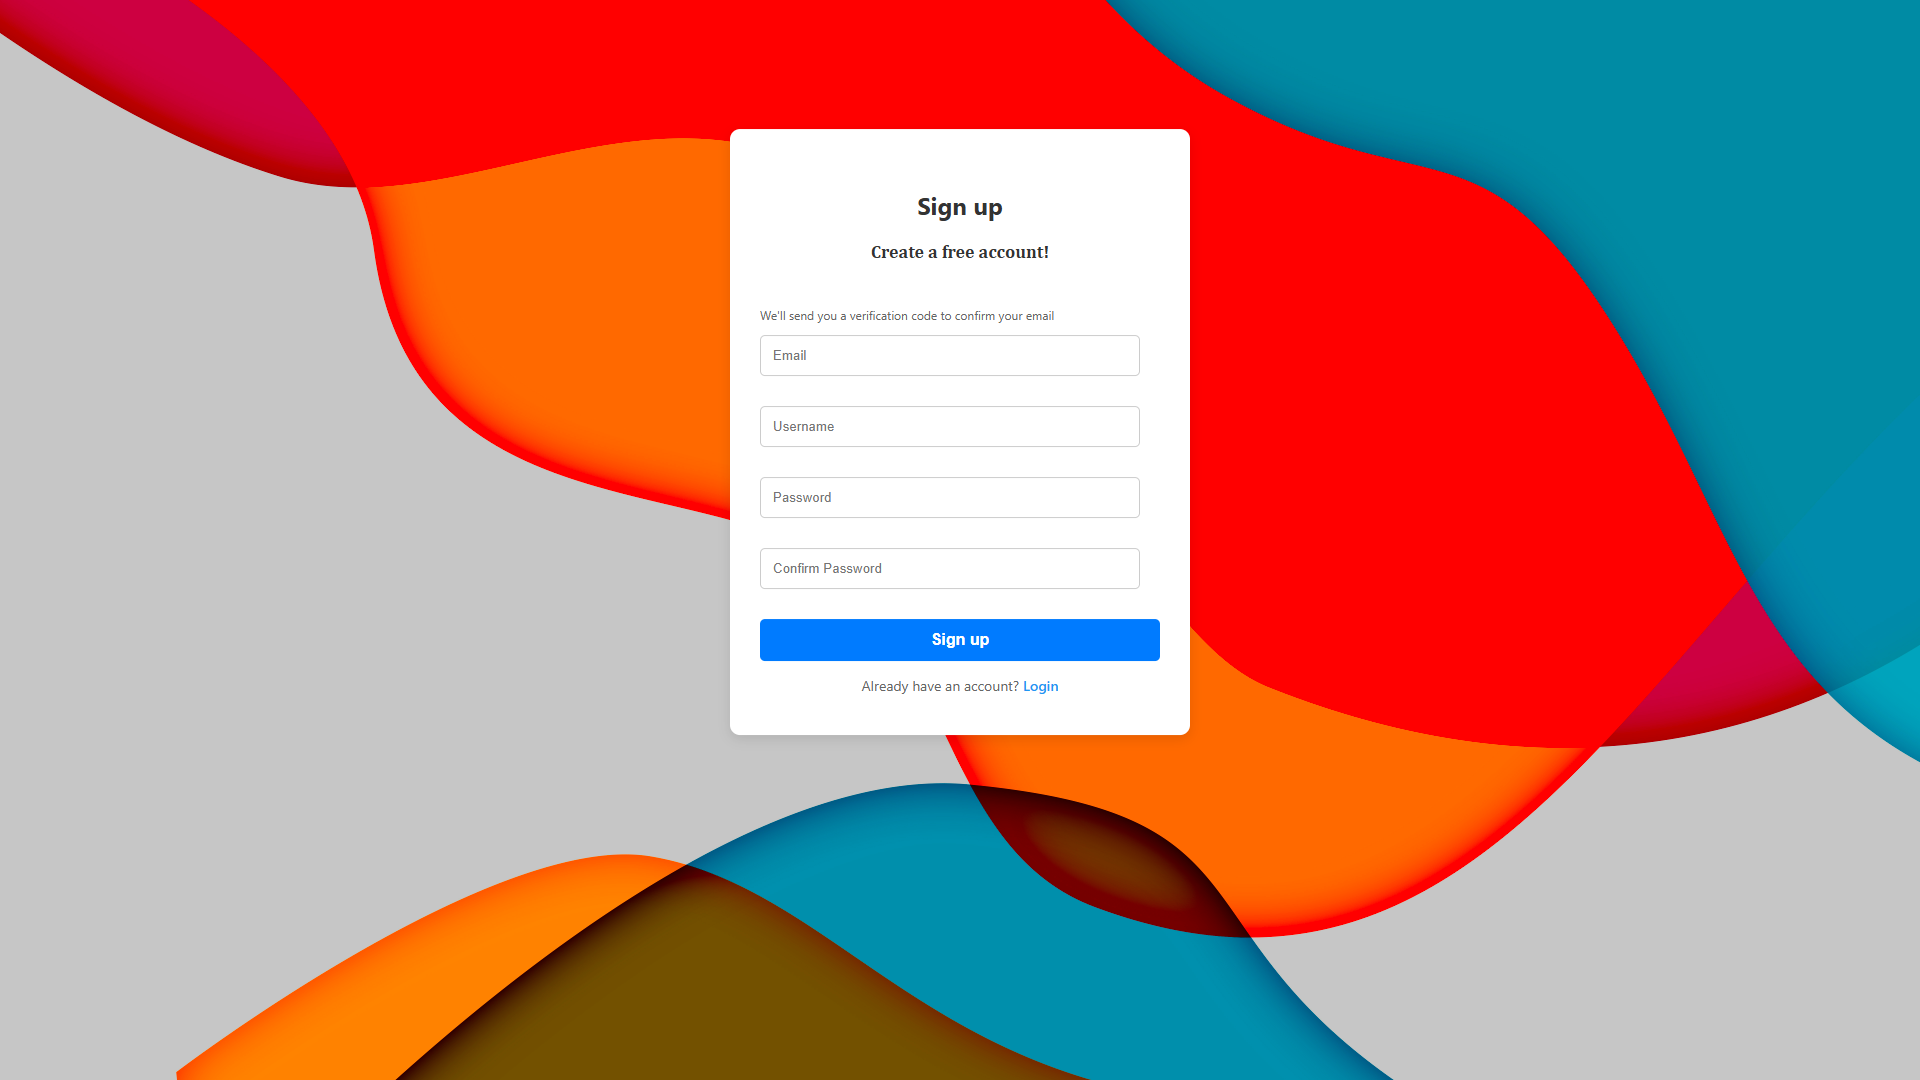 Sign up
Create a free account!
We'll send you a verification code to confirm your email
Email
Username
Password
Confirm Password
Sign up
Already have an account? Login